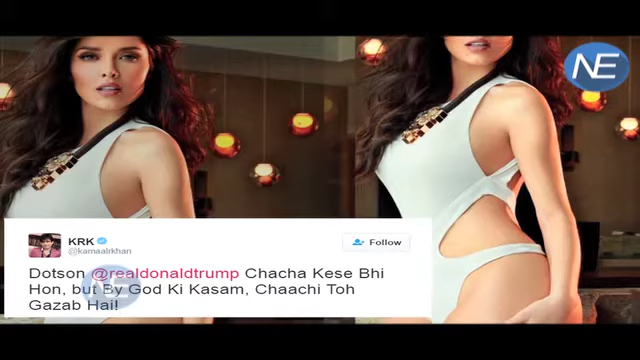 NE
KRK
@kamaalrkhan
Follow
Dotson @realdonaldtrump Chacha Kese Bhi
Hon, but By God Ki Kasam, Chaachi Toh
Gazab Hai!
NE